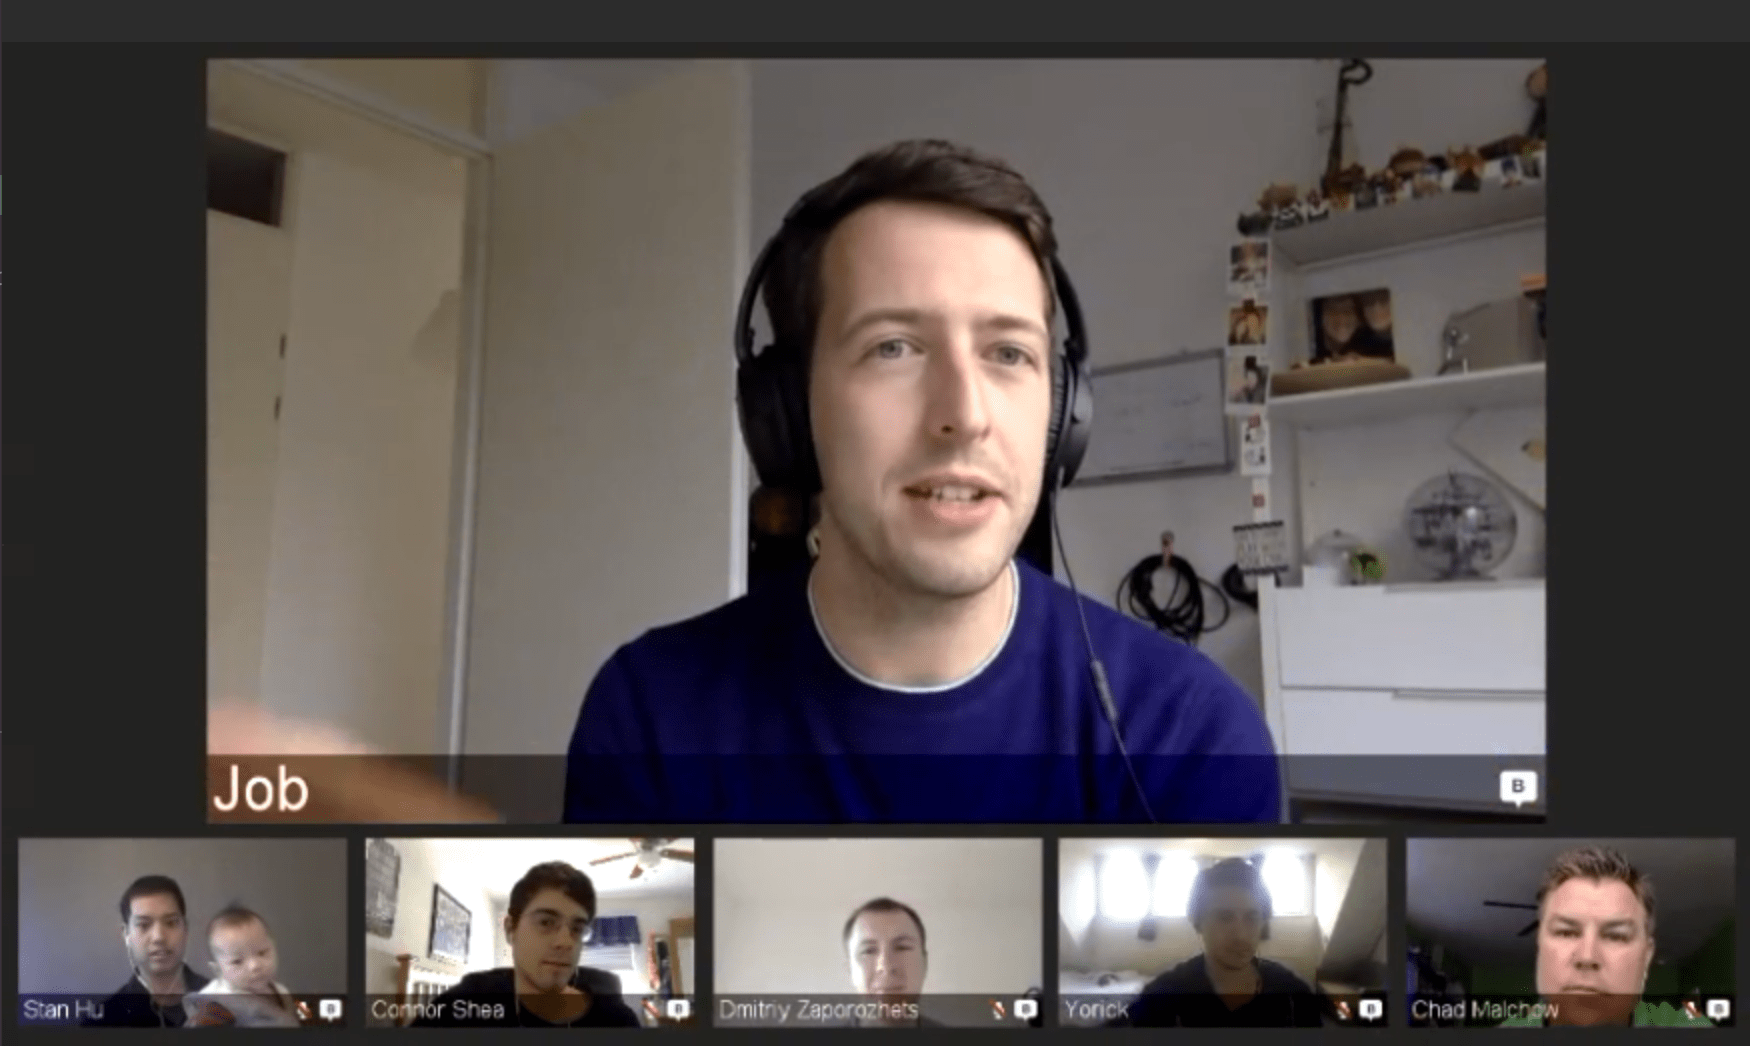 Job
B
Stan Hu
B
Connor Shea
B
Dmitriy Zaporozhets
B
Yorick
B
Chad Malchow
B